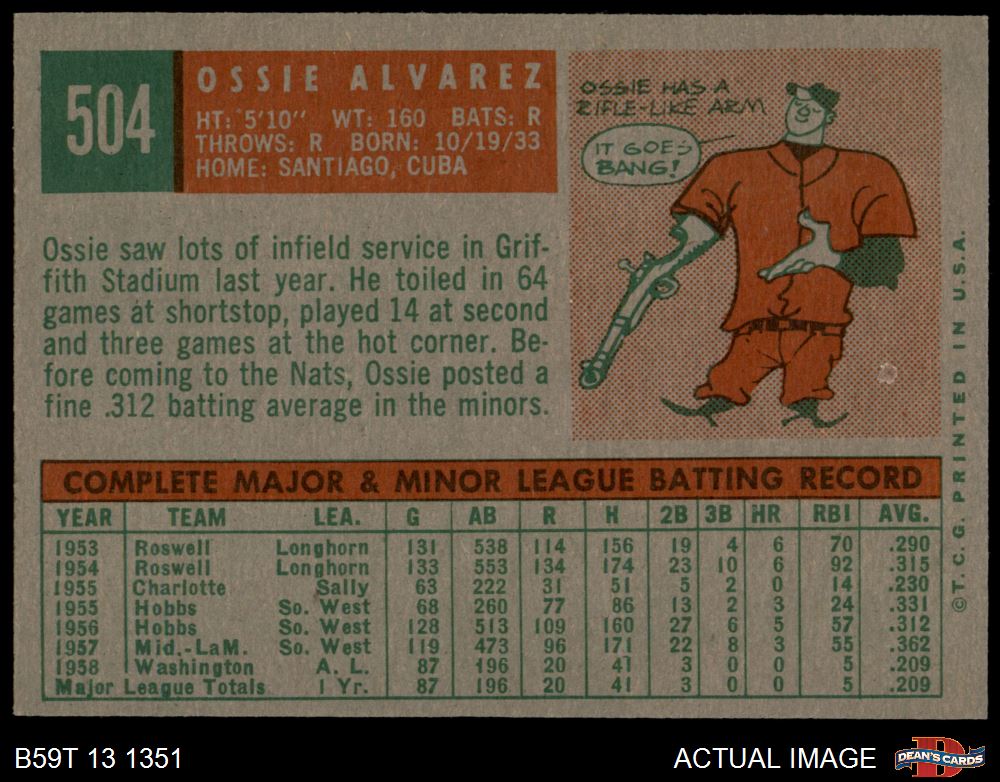 504
OSSIE ALVAREZ
HT: 5'10" WT: 160 BATS: R
THROWS: R BORN: 10/19/33
HOME: SANTIAGO, CUBA
OSSIE HAS A
RIFLE-LIKE ARM
IT GOES
BANG!
Ossie saw lots of infield service in Grif-
fith Stadium last year. He toiled in 64
games at shortstop, played 14 at second
and three games at the hot corner. Be-
fore coming to the Nats, Ossie posted a
fine .312 batting average in the minors.
COMPLETE MAJOR & MINOR LEAGUE BATTING RECORD
YEAR TEAM LEA. G AB R H 2B 3B HR RBI AVG.
1953 Roswell Longhorn 131 538 114 156 19 4 6 70 .290
1954 Roswell Longhorn 133 553 134 174 23 10 6 92 .315
1955 Charlotte Sally 63 222 31 51 5 2 0 14 .230
1955 Hobbs So. West 68 260 77 86 13 2 3 24 .331
1956 Hobbs So. West 128 513 109 160 27 6 5 57 .312
1957 Mid.-LaM. So. West 119 473 96 171 22 8 3 55 .362
1958 Washington A. L. 87 196 20 41 3 0 0 5 .209
Major League Totals 1 Yr. 87 196 20 41 3 0 0 5 .209
©T. C. G. PRINTED IN U.S.A.
B59T 13 1351
ACTUAL IMAGE
D
DEAN'S CARDS